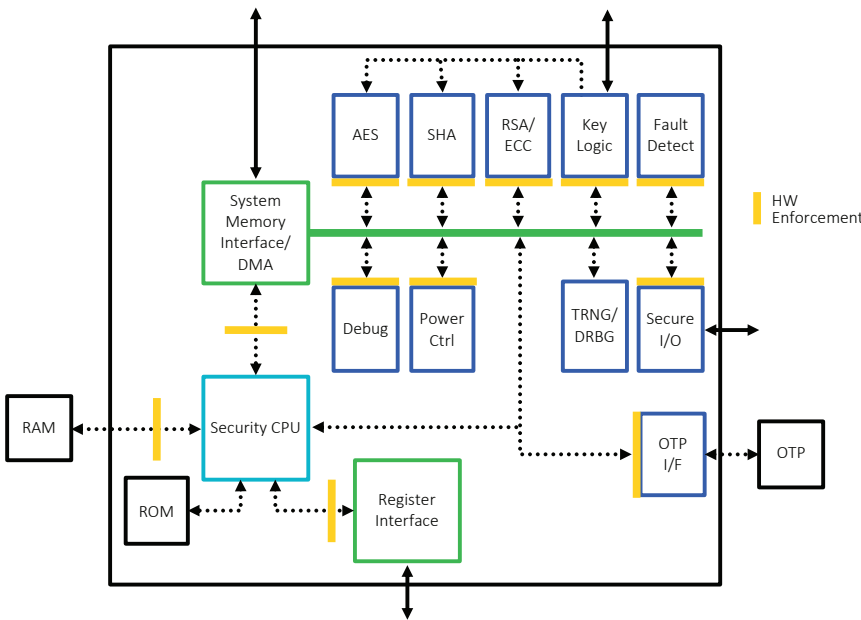 AES
SHA
RSA/
ECC
Key
Logic
Fault
Detect
System
Memory
Interface/
DMA
HW
Enforcement
Debug
Power
Ctrl
TRNG/
DRBG
Secure
I/O
RAM
Security CPU
OTP
I/F
OTP
ROM
Register
Interface